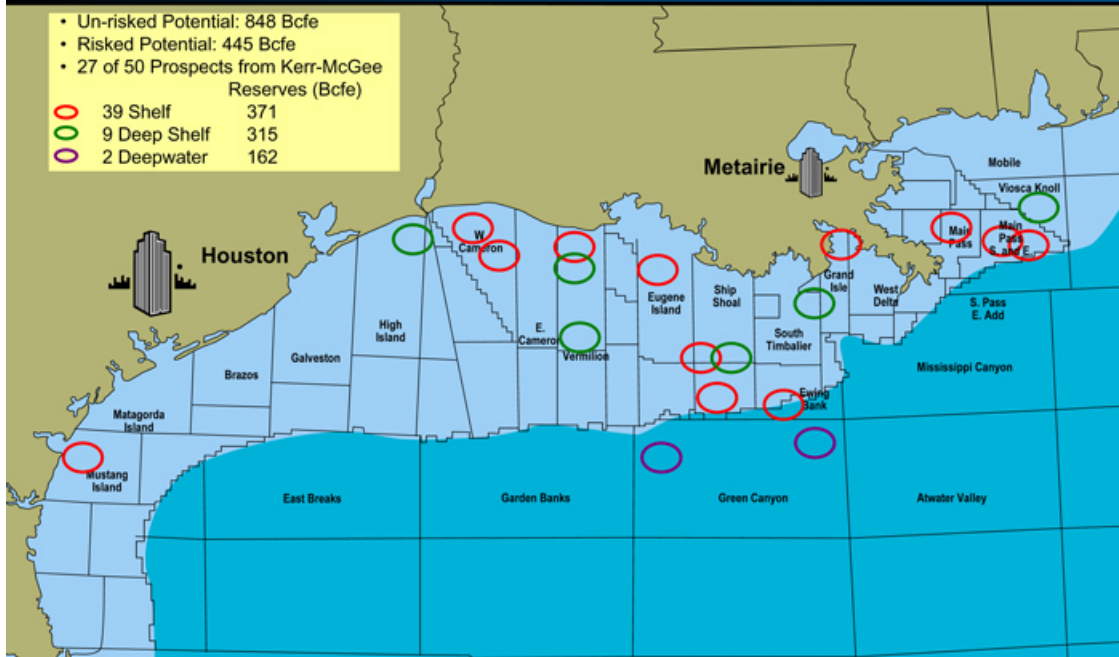 • Un-risked Potential: 848 Bcfe
• Risked Potential: 445 Bcfe
• 27 of 50 Prospects from Kerr-McGee
Reserves (Bcfe)
39 Shelf 371
9 Deep Shelf 315
2 Deepwater 162
Metairie
Mobile
Viosca Knoll
W.
Cameron
Main
Pass
Main
Pass
S. and E.
Houston
Grand
Isle
West
Delta
Eugene
Island
Ship
Shoal
S. Pass
E. Add
High
Island
E.
Cameron
Vermilion
South
Timbalier
Galveston
Brazos
Mississippi Canyon
Matagorda
Island
Ewing
Bank
Mustang
Island
East Breaks
Garden Banks
Green Canyon
Atwater Valley